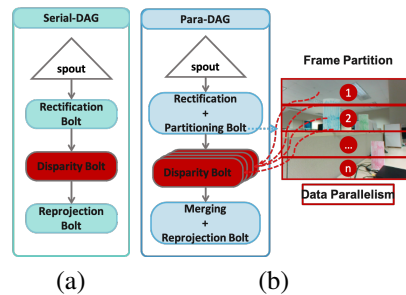 Serial-DAG
spout
Rectification
Bolt
Disparity Bolt
Reprojection
Bolt
(a)
Para-DAG
spout
Rectification
+
Partitioning Bolt
Disparity Bolt
Merging
+
Reprojection Bolt
Frame Partition
1
2
...
n
Data Parallelism
(b)